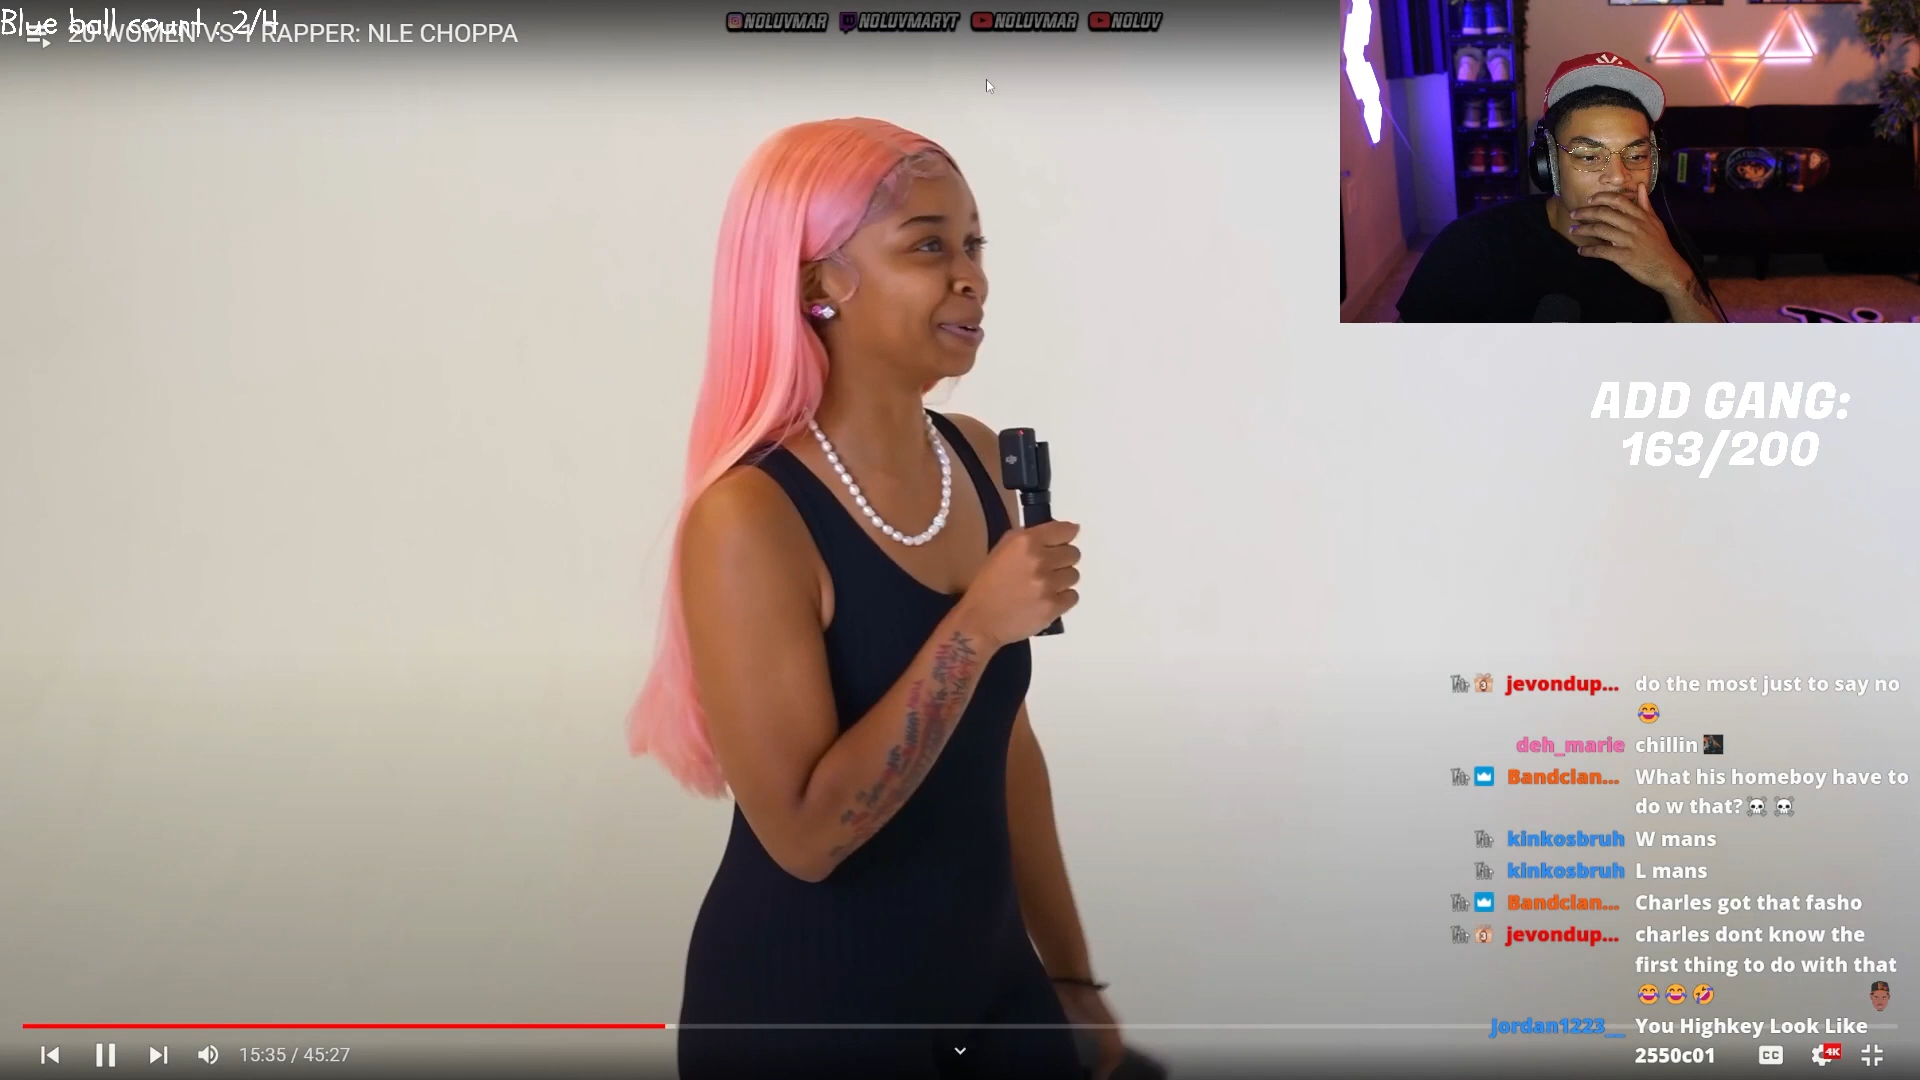 Blue ball count : 2/4
20 WOMEN VS 1 RAPPER: NLE CHOPPA
NOLUVMAR NOLUVMARYT NOLUVMAR NOLUV
ADD GANG:
163/200
jevondup... do the most just to say no
😂
deh_marie chillin
Bandclan... What his homeboy have to
do w that?☠️☠️
kinkosbruh W mans
kinkosbruh L mans
Bandclan... Charles got that fasho
jevondup... charles dont know the
first thing to do with that
😂😂🤣
Jordan1223__ You Highkey Look Like
2550c01
15:35 / 45:27
CC
4K